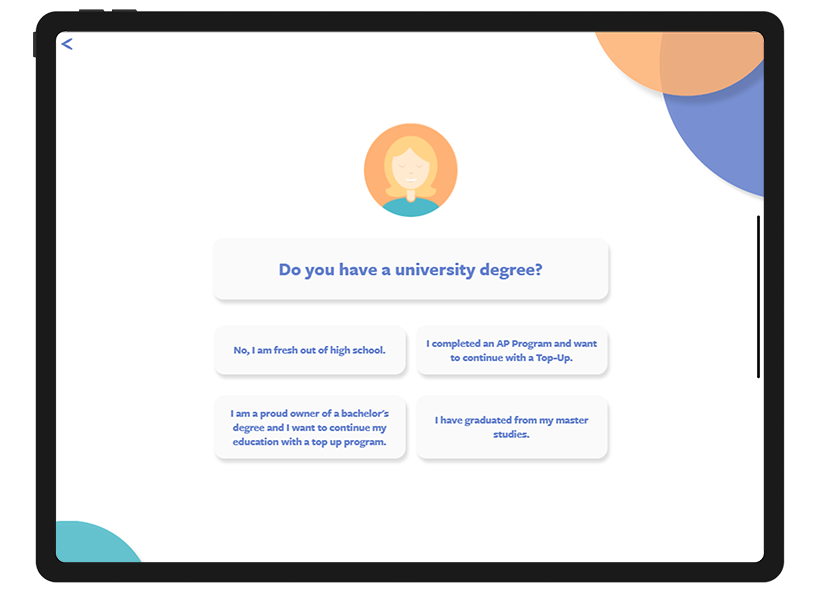 Do you have a university degree?
No, I am fresh out of high school.
I completed an AP Program and want
to continue with a Top-Up.
I am a proud owner of a bachelor's
degree and I want to continue my
education with a top up program.
I have graduated from my master
studies.